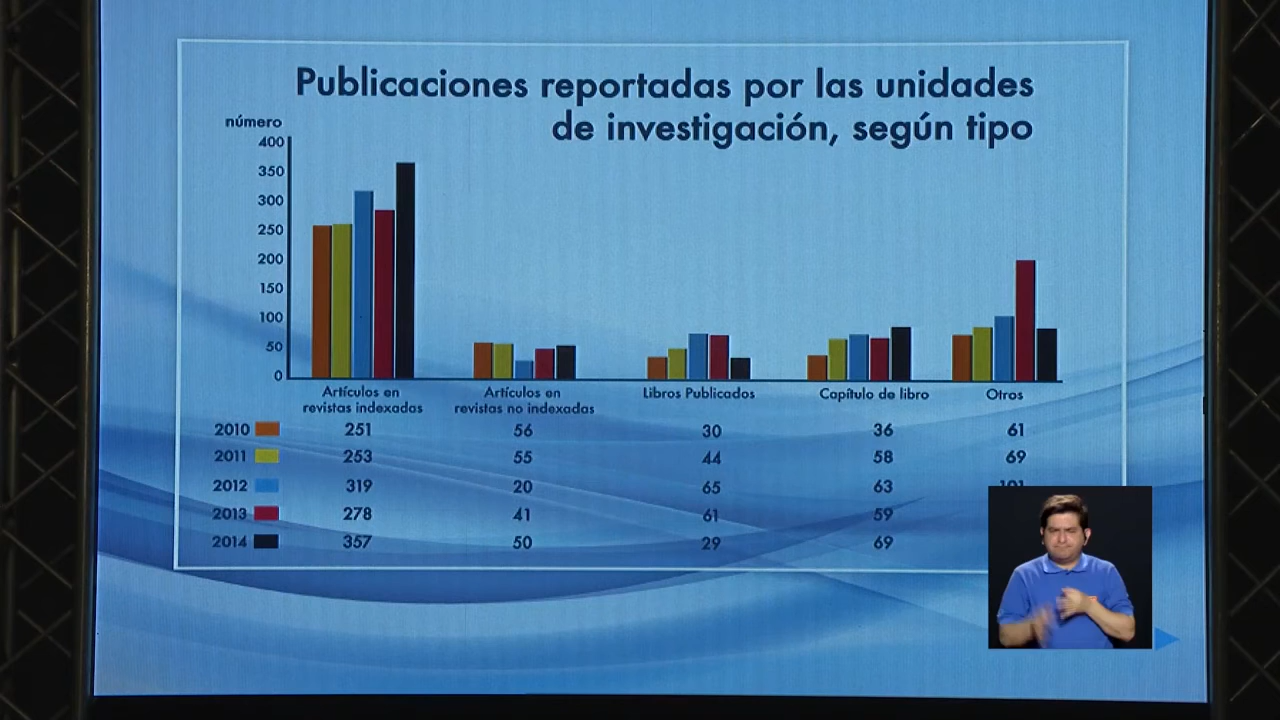 Publicaciones reportadas por las unidades
de investigación, según tipo
número
400
350
300
250
200
150
100
50
0
Artículos en
revistas indexadas
Artículos en
revistas no indexadas
Libros Publicados
Capítulo de libro
Otros
2010 251 56 30 36 61
2011 253 55 44 58 69
2012 319 20 65 63
2013 278 41 61 59
2014 357 50 29 69